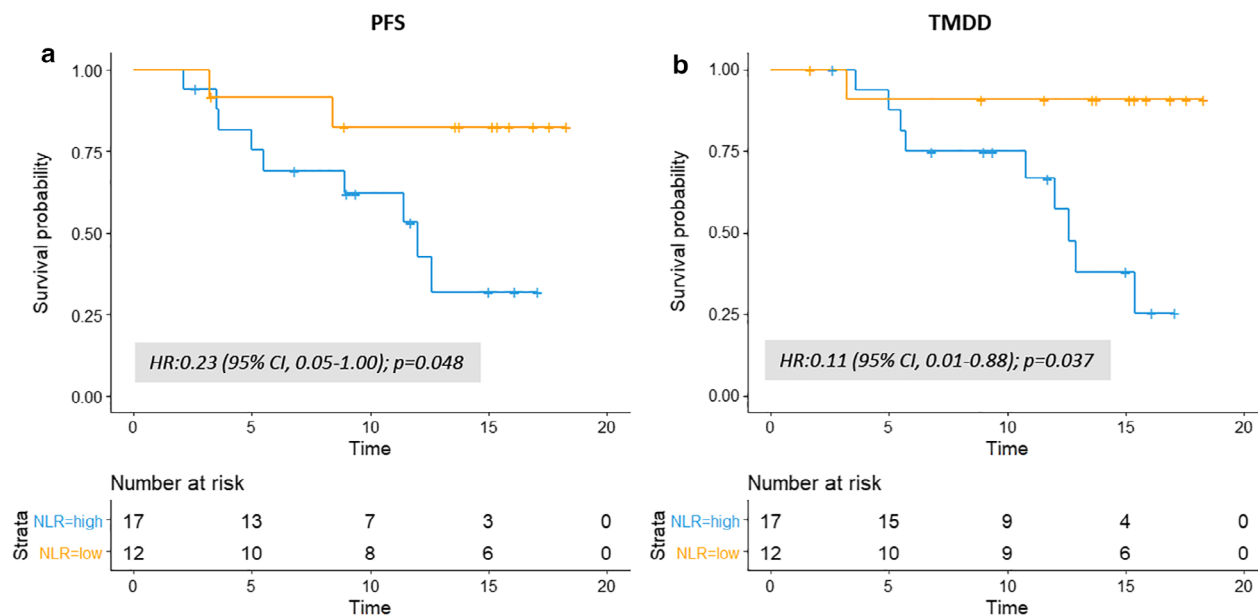 PFS
a
Survival probability
1.00
0.75
0.50
0.25
0.00
HR:0.23 (95% CI, 0.05-1.00); p=0.048
0 5 10 15 20
Time
Number at risk
Strata
NLR=high 17 13 7 3 0
NLR=low 12 10 8 6 0
0 5 10 15 20
Time
TMDD
b
Survival probability
1.00
0.75
0.50
0.25
0.00
HR:0.11 (95% CI, 0.01-0.88); p=0.037
0 5 10 15 20
Time
Number at risk
Strata
NLR=high 17 15 9 4 0
NLR=low 12 10 9 6 0
0 5 10 15 20
Time